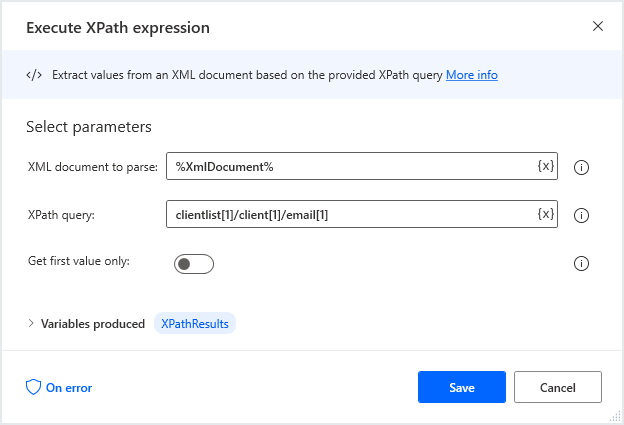 Execute XPath expression
Extract values from an XML document based on the provided XPath query More info
Select parameters
XML document to parse: %XmlDocument% {x}
XPath query: clientlist[1]/client[1]/email[1] {x}
Get first value only:
Variables produced XPathResults
On error Save Cancel